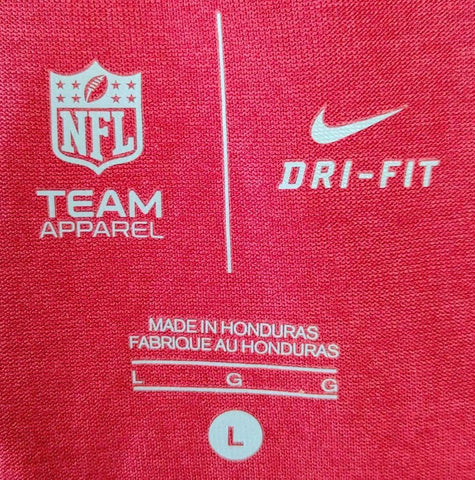 NFL
TEAM
APPAREL
DRI-FIT
MADE IN HONDURAS
FABRIQUE AU HONDURAS
L G G
L